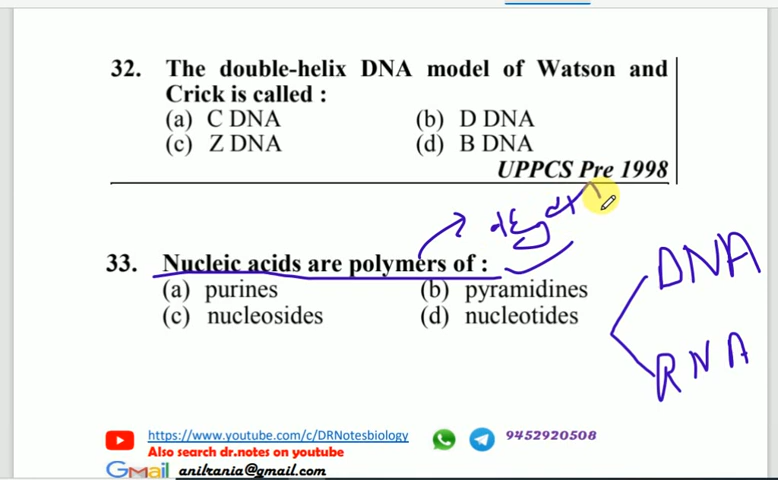 32. The double-helix DNA model of Watson and
Crick is called :
(a) C DNA (b) D DNA
(c) Z DNA (d) B DNA
UPPCS Pre 1998
33. Nucleic acids are polymers of :
(a) purines (b) pyramidines
(c) nucleosides (d) nucleotides
DNA
RNA
https://www.youtube.com/c/DRNotesbiology 9452920508
Also search dr.notes on youtube
GMail anilrania@gmail.com